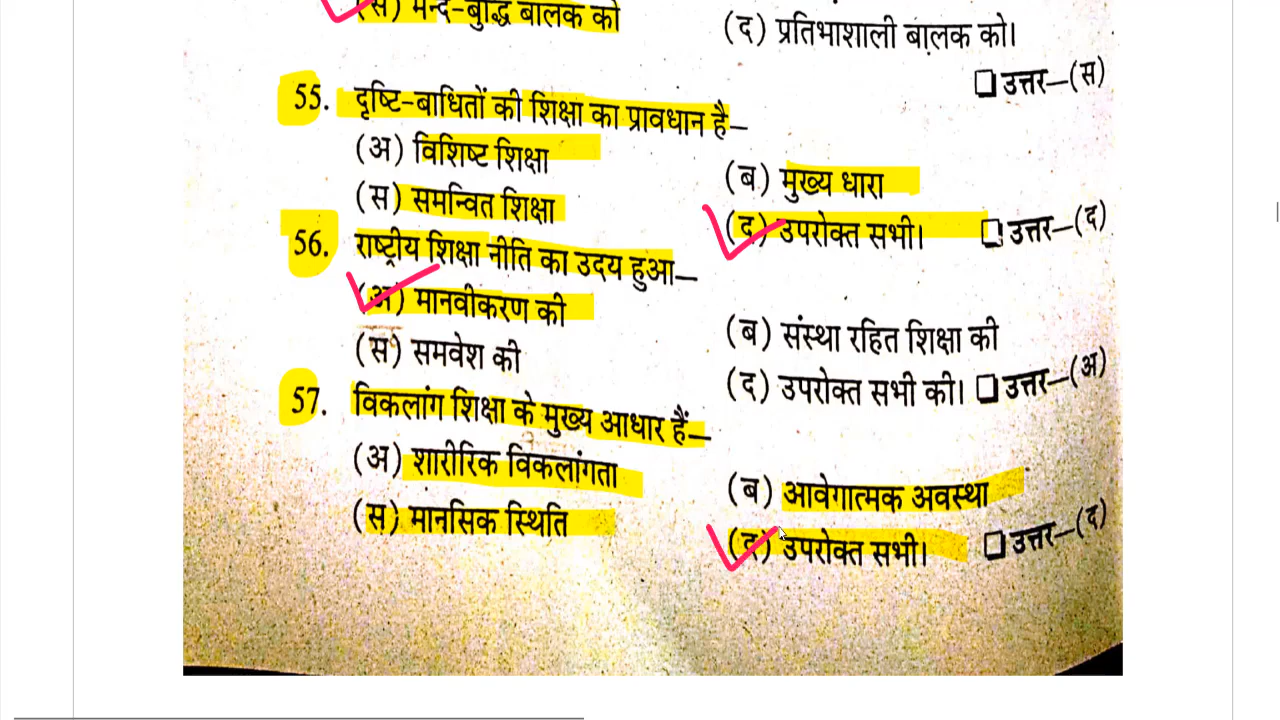 (स) मन्द-बुद्धि बालक को
(द) प्रतिभाशाली बालक को।
❑ उत्तर–(स)
55. दृष्टि-बाधितों की शिक्षा का प्रावधान है–
(अ) विशिष्ट शिक्षा
(ब) मुख्य धारा
(स) समन्वित शिक्षा
(द) उपरोक्त सभी। ❑ उत्तर–(द)
56. राष्ट्रीय शिक्षा नीति का उदय हुआ–
(अ) मानवीकरण की
(ब) संस्था रहित शिक्षा की
(स) समवेश की
(द) उपरोक्त सभी की। ❑ उत्तर–(अ)
57. विकलांग शिक्षा के मुख्य आधार हैं–
(अ) शारीरिक विकलांगता
(ब) आवेगात्मक अवस्था
(स) मानसिक स्थिति
(द) उपरोक्त सभी। ❑ उत्तर–(द)